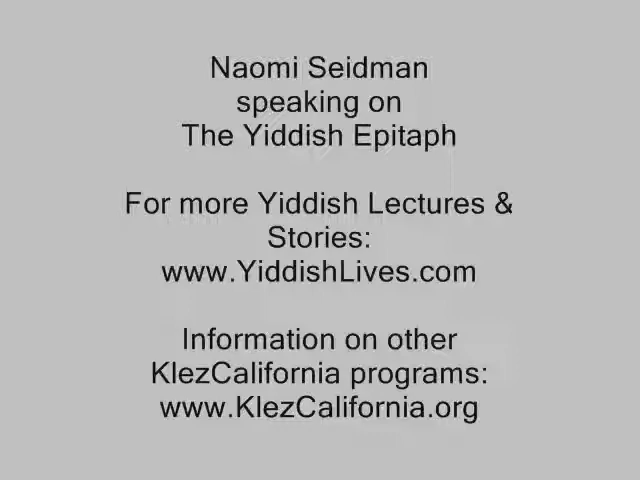 Naomi Seidman
speaking on
The Yiddish Epitaph
For more Yiddish Lectures &
Stories:
www.YiddishLives.com
Information on other
KlezCalifornia programs:
www.KlezCalifornia.org